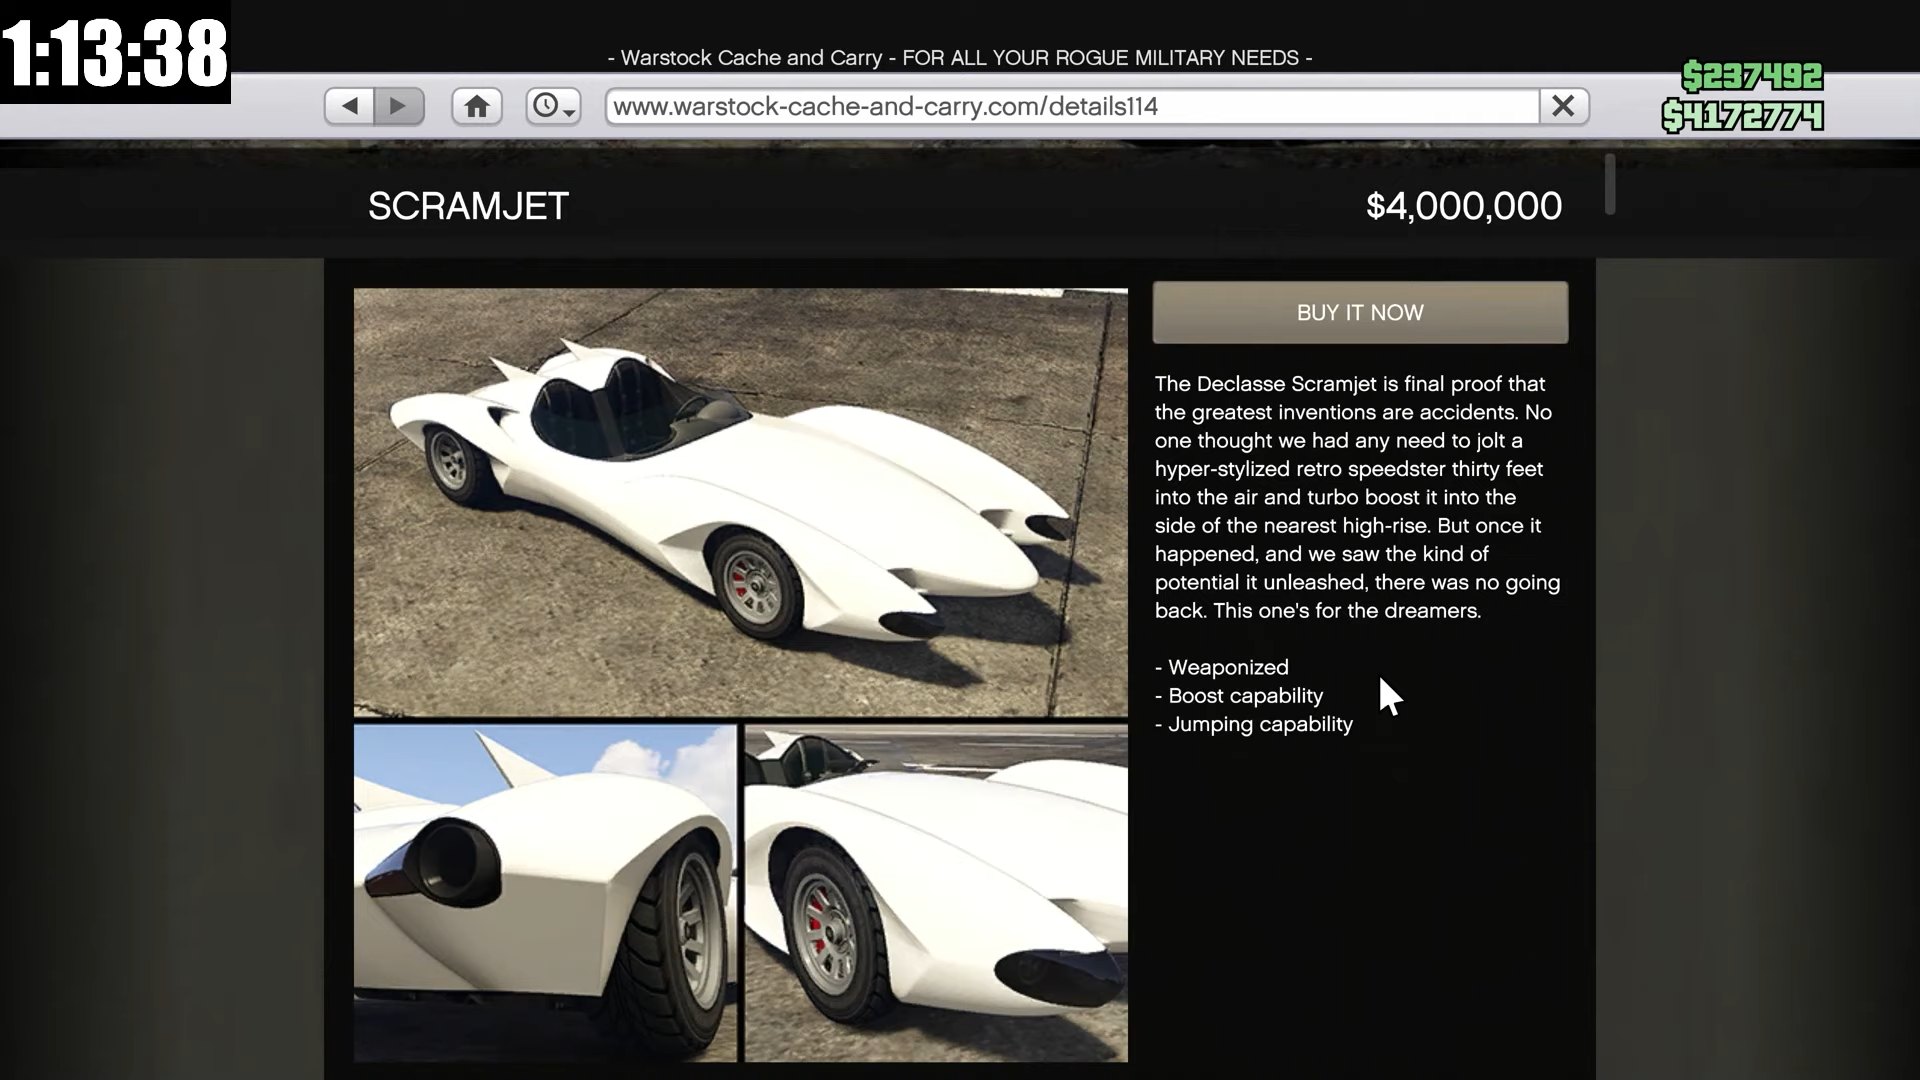 1:13:38
- Warstock Cache and Carry - FOR ALL YOUR ROGUE MILITARY NEEDS -
$237492
www.warstock-cache-and-carry.com/details114
$4172774
SCRAMJET
$4,000,000
BUY IT NOW
The Declasse Scramjet is final proof that
the greatest inventions are accidents. No
one thought we had any need to jolt a
hyper-stylized retro speedster thirty feet
into the air and turbo boost it into the
side of the nearest high-rise. But once it
happened, and we saw the kind of
potential it unleashed, there was no going
back. This one's for the dreamers.
- Weaponized
- Boost capability
- Jumping capability